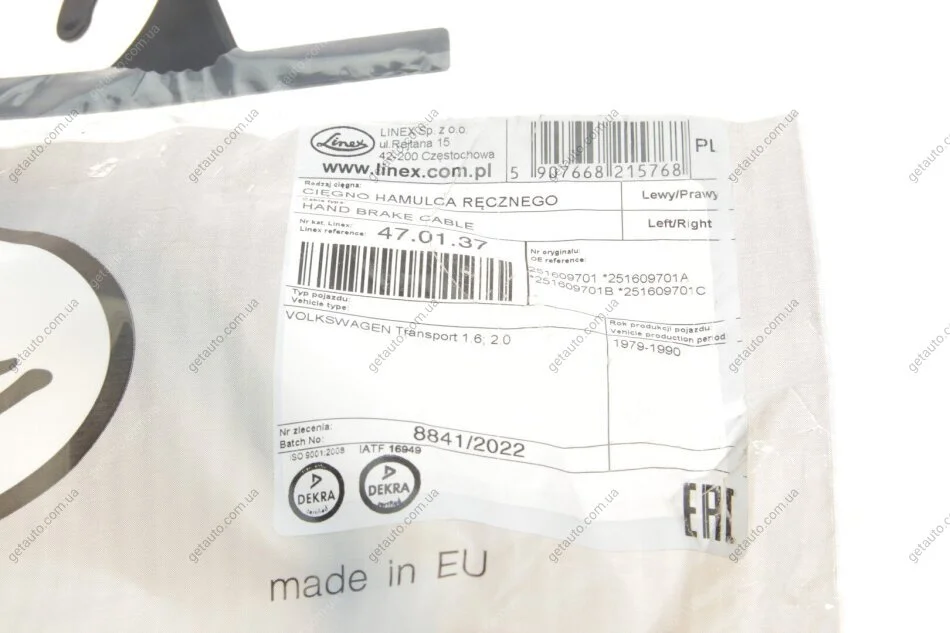 Linex
LINEX Sp. z o.o.
ul.Rejtana 15
42-200 Częstochowa
www.linex.com.pl
5 907668 215768
PL
Rodzaj cięgna:
CIĘGNO HAMULCA RĘCZNEGO
Lewy/Prawy
Cable type:
HAND BRAKE CABLE
Left/Right
Nr kat. Linex:
Linex reference:
47.01.37
Nr oryginału:
OE reference:
*251609701 *251609701A
*251609701B *251609701C
Typ pojazdu:
Vehicle type:
VOLKSWAGEN Transport 1.6; 2.0
Rok produkcji pojazdu:
Vehicle production period
1979-1990
Nr zlecenia:
Batch No:
8841/2022
ISO 9001:2008
IATF 16949
DEKRA
certified
DEKRA
certified
EAC
made in EU
getauto.com.ua